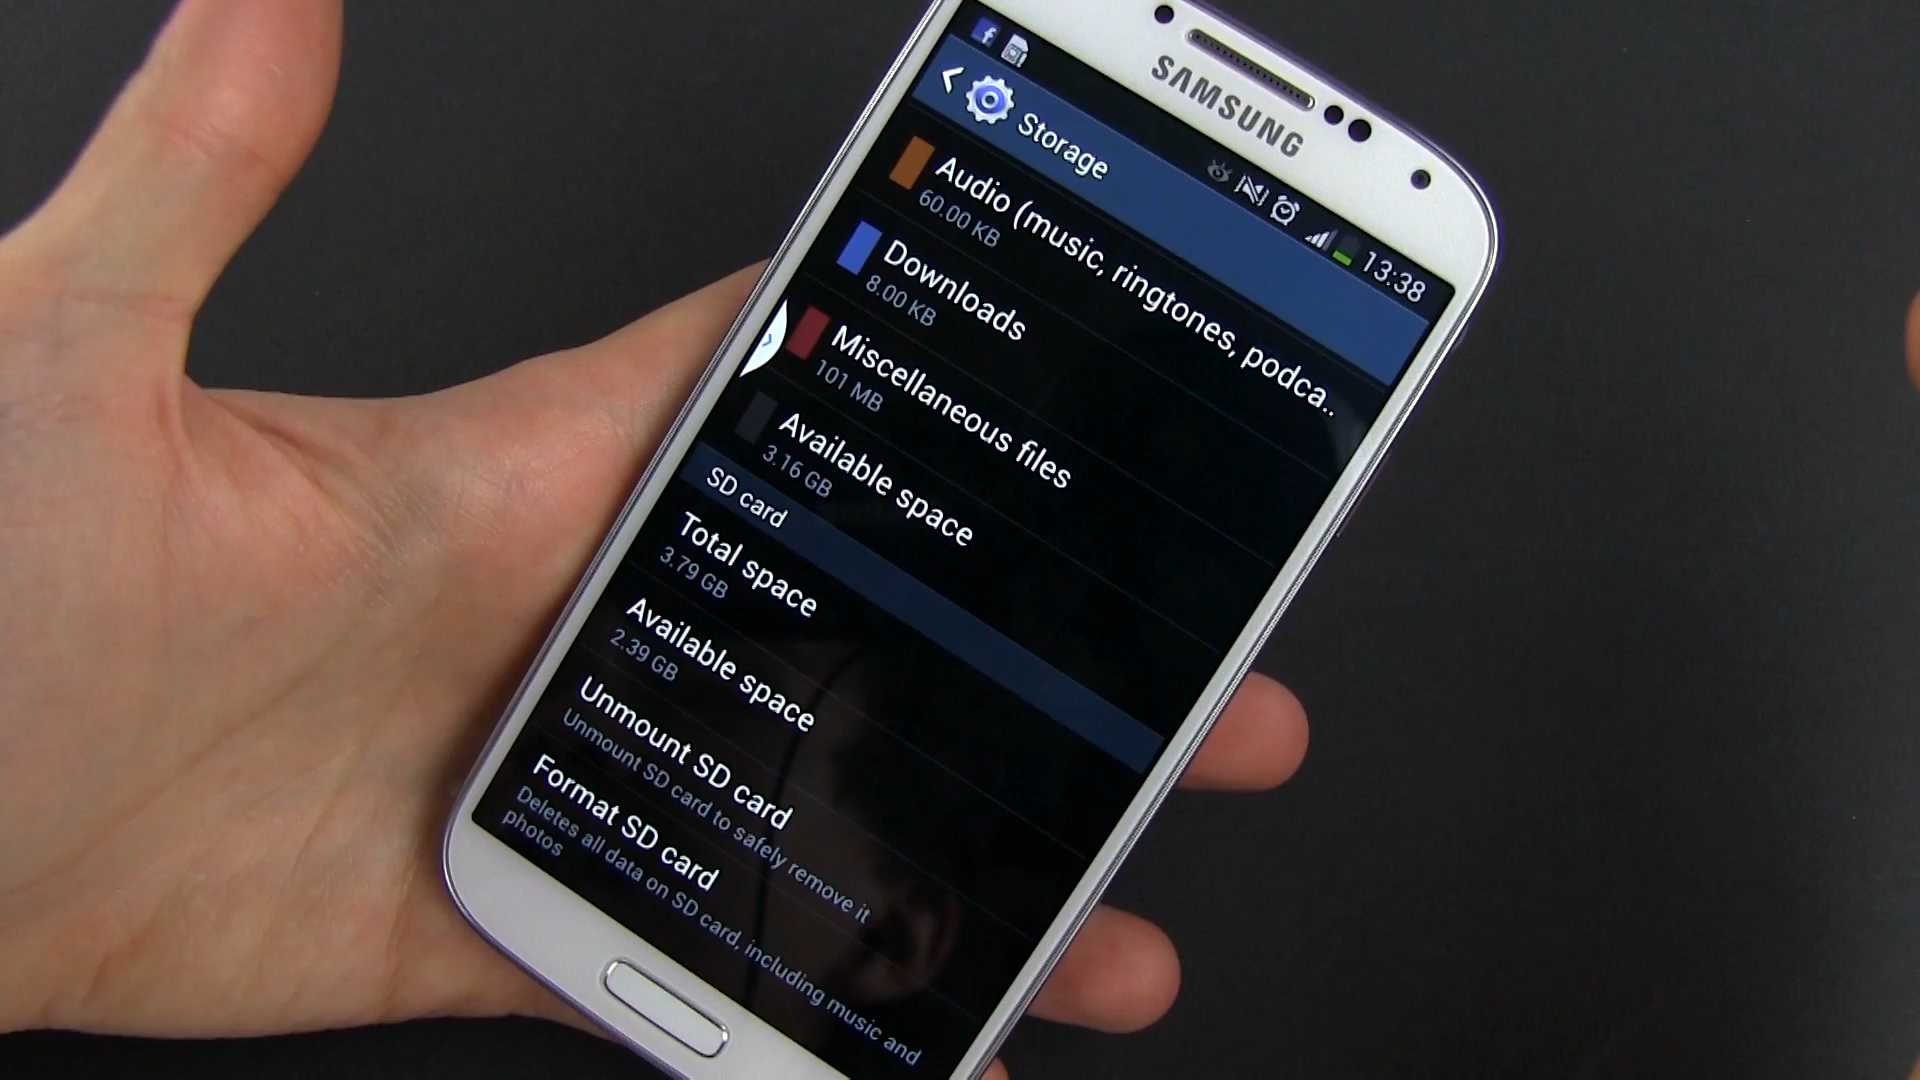 SAMSUNG
13:38
Storage
Audio (music, ringtones, podca..
60.00 KB
Downloads
8.00 KB
Miscellaneous files
101 MB
Available space
3.16 GB
SD card
Total space
3.79 GB
Available space
2.39 GB
Unmount SD card
Unmount SD card to safely remove it
Format SD card
Deletes all data on SD card, including music and
photos